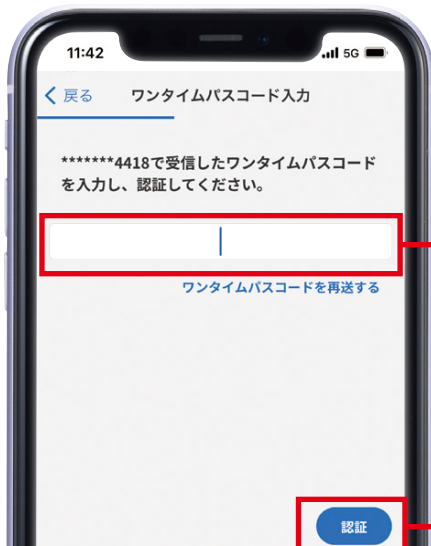 11:42
5G
戻る ワンタイムパスコード入力
*******4418で受信したワンタイムパスコード
を入力し、認証してください。
ワンタイムパスコードを再送する
認証